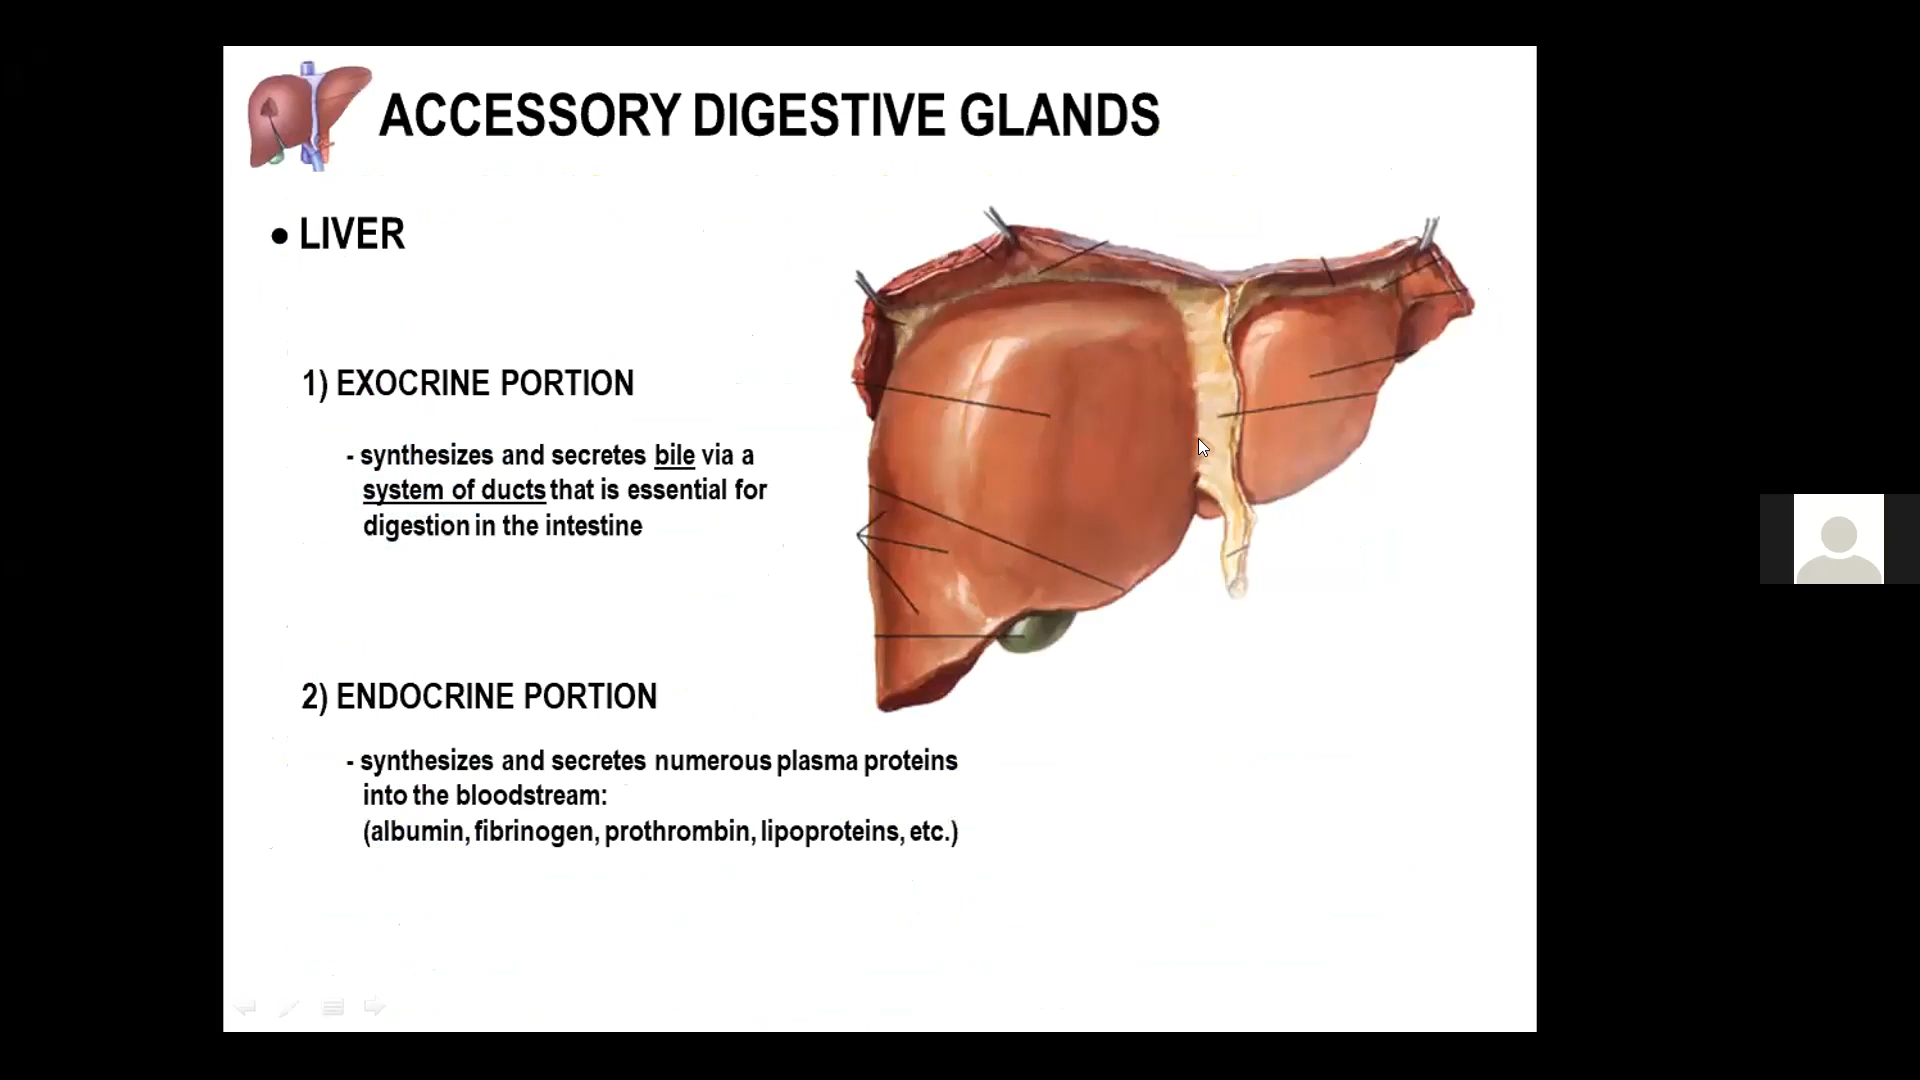 ACCESSORY DIGESTIVE GLANDS
• LIVER
1) EXOCRINE PORTION
- synthesizes and secretes bile via a
system of ducts that is essential for
digestion in the intestine
2) ENDOCRINE PORTION
- synthesizes and secretes numerous plasma proteins
into the bloodstream:
(albumin, fibrinogen, prothrombin, lipoproteins, etc.)